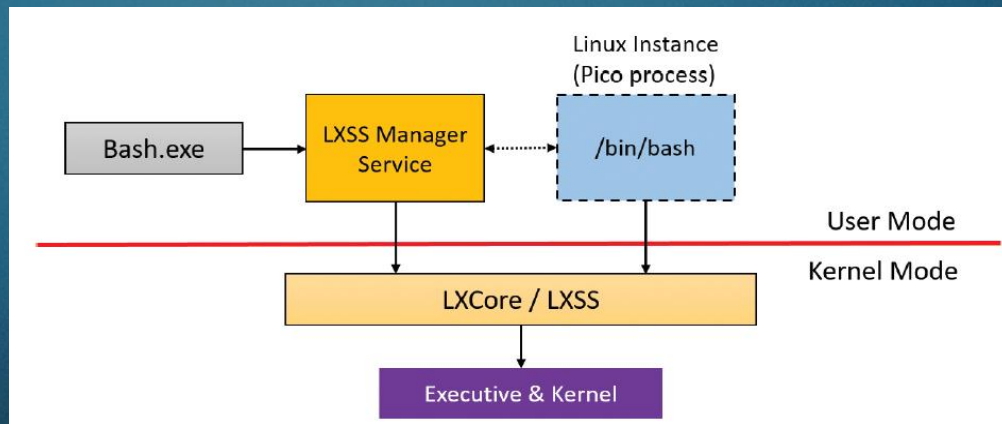 Linux Instance
(Pico process)
Bash.exe
LXSS Manager
Service
/bin/bash
User Mode
Kernel Mode
LXCore / LXSS
Executive & Kernel